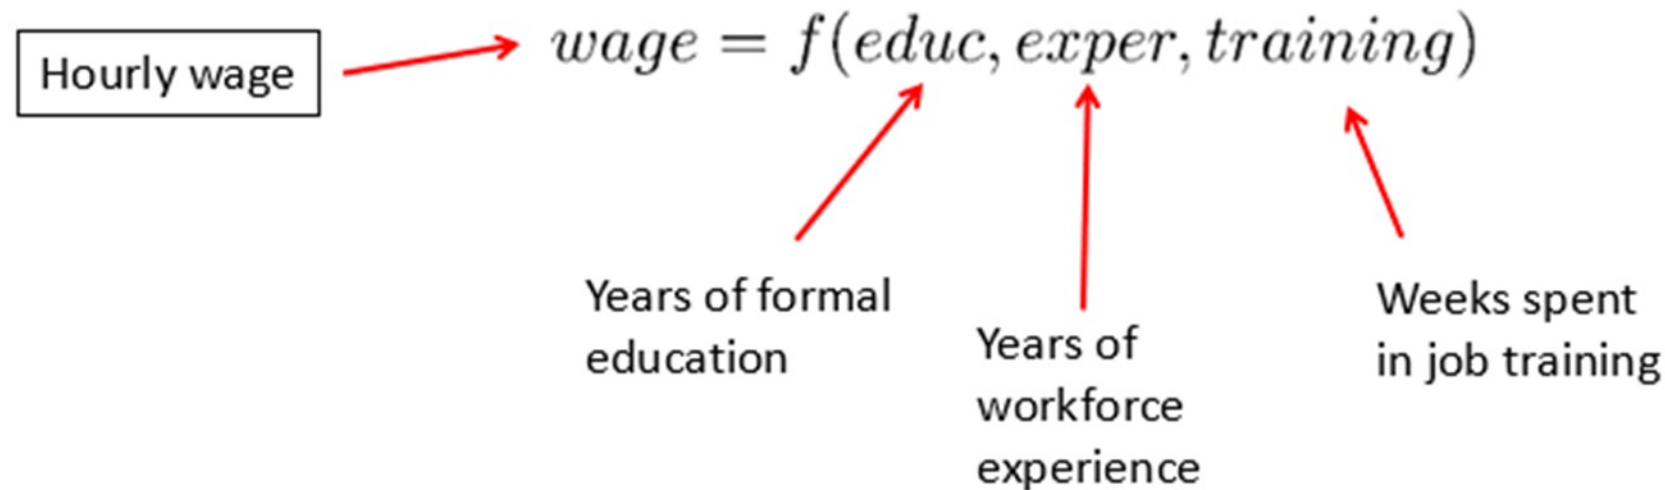 wage = f(educ, exper, training)
Hourly wage
Years of formal
education
Years of
workforce
experience
Weeks spent
in job training